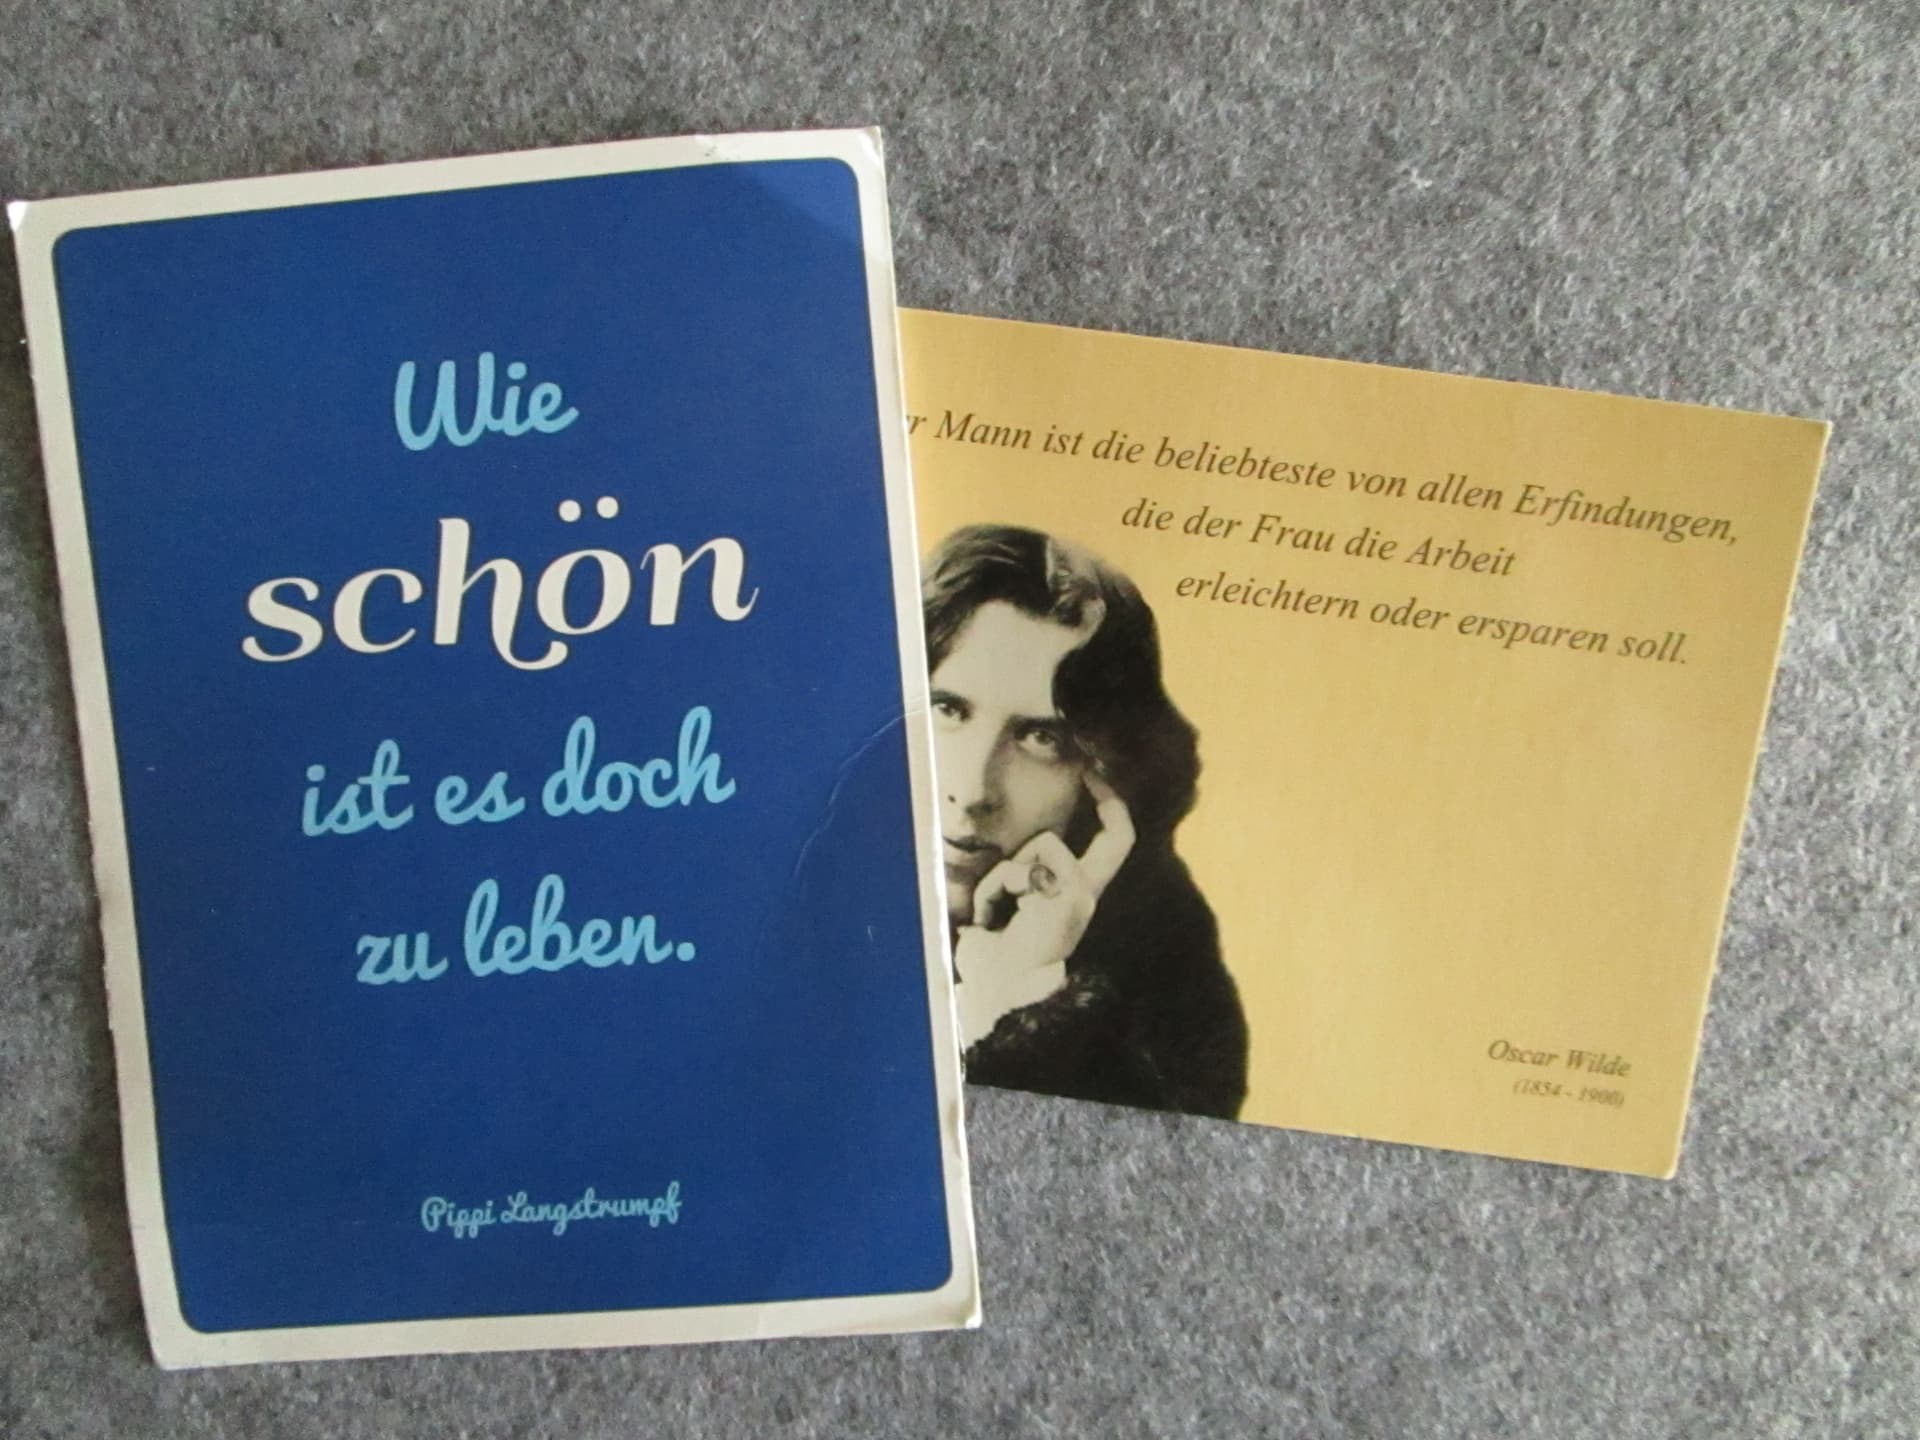 Wie
schön
ist es doch
zu leben.
Pippi Langstrumpf
Mann ist die beliebteste von allen Erfindungen,
die der Frau die Arbeit
erleichtern oder ersparen soll.
Oscar Wilde
(1854 - 1900)